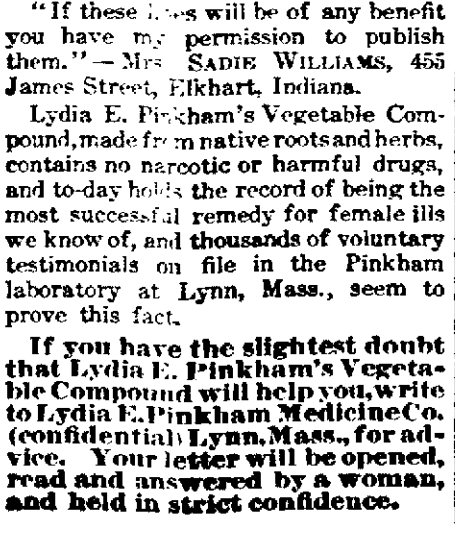 "If these lines will be of any benefit
you have my permission to publish
them."—Mrs SADIE WILLIAMS, 455
James Street, Elkhart, Indiana.
Lydia E. Pinkham's Vegetable Com-
pound, made from native roots and herbs,
contains no narcotic or harmful drugs,
and to-day holds the record of being the
most successful remedy for female ills
we know of, and thousands of voluntary
testimonials on file in the Pinkham
laboratory at Lynn, Mass., seem to
prove this fact.
If you have the slightest doubt
that Lydia E. Pinkham's Vegeta-
ble Compound will help you, write
to Lydia E. Pinkham Medicine Co.
(confidential) Lynn, Mass., for ad-
vice. Your letter will be opened,
read and answered by a woman,
and held in strict confidence.